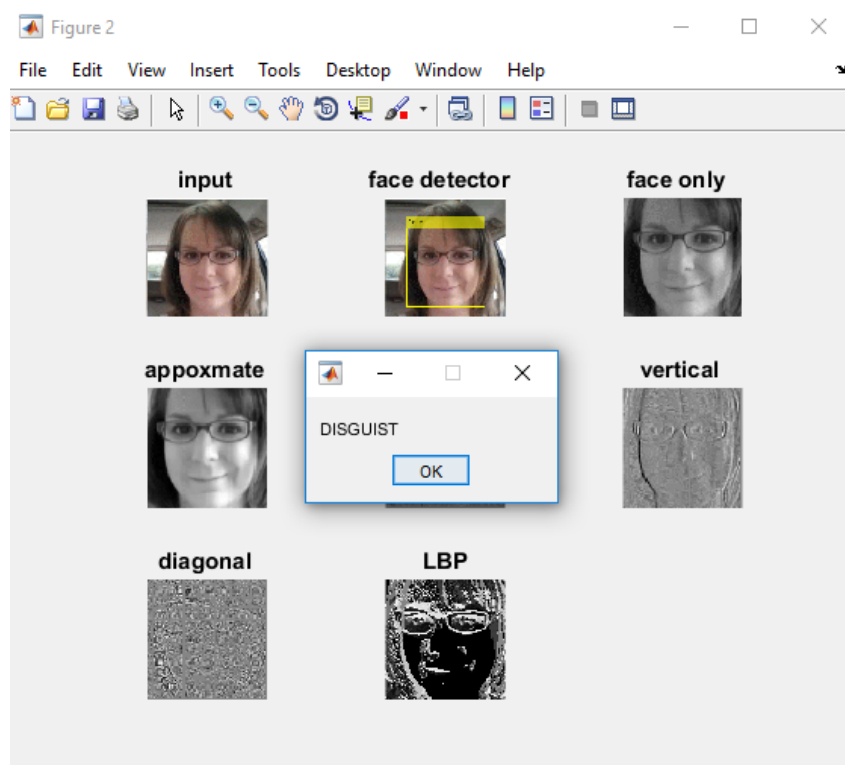 Figure 2
File Edit View Insert Tools Desktop Window Help
input face detector face only
appoxmate vertical
DISGUIST
OK
diagonal LBP